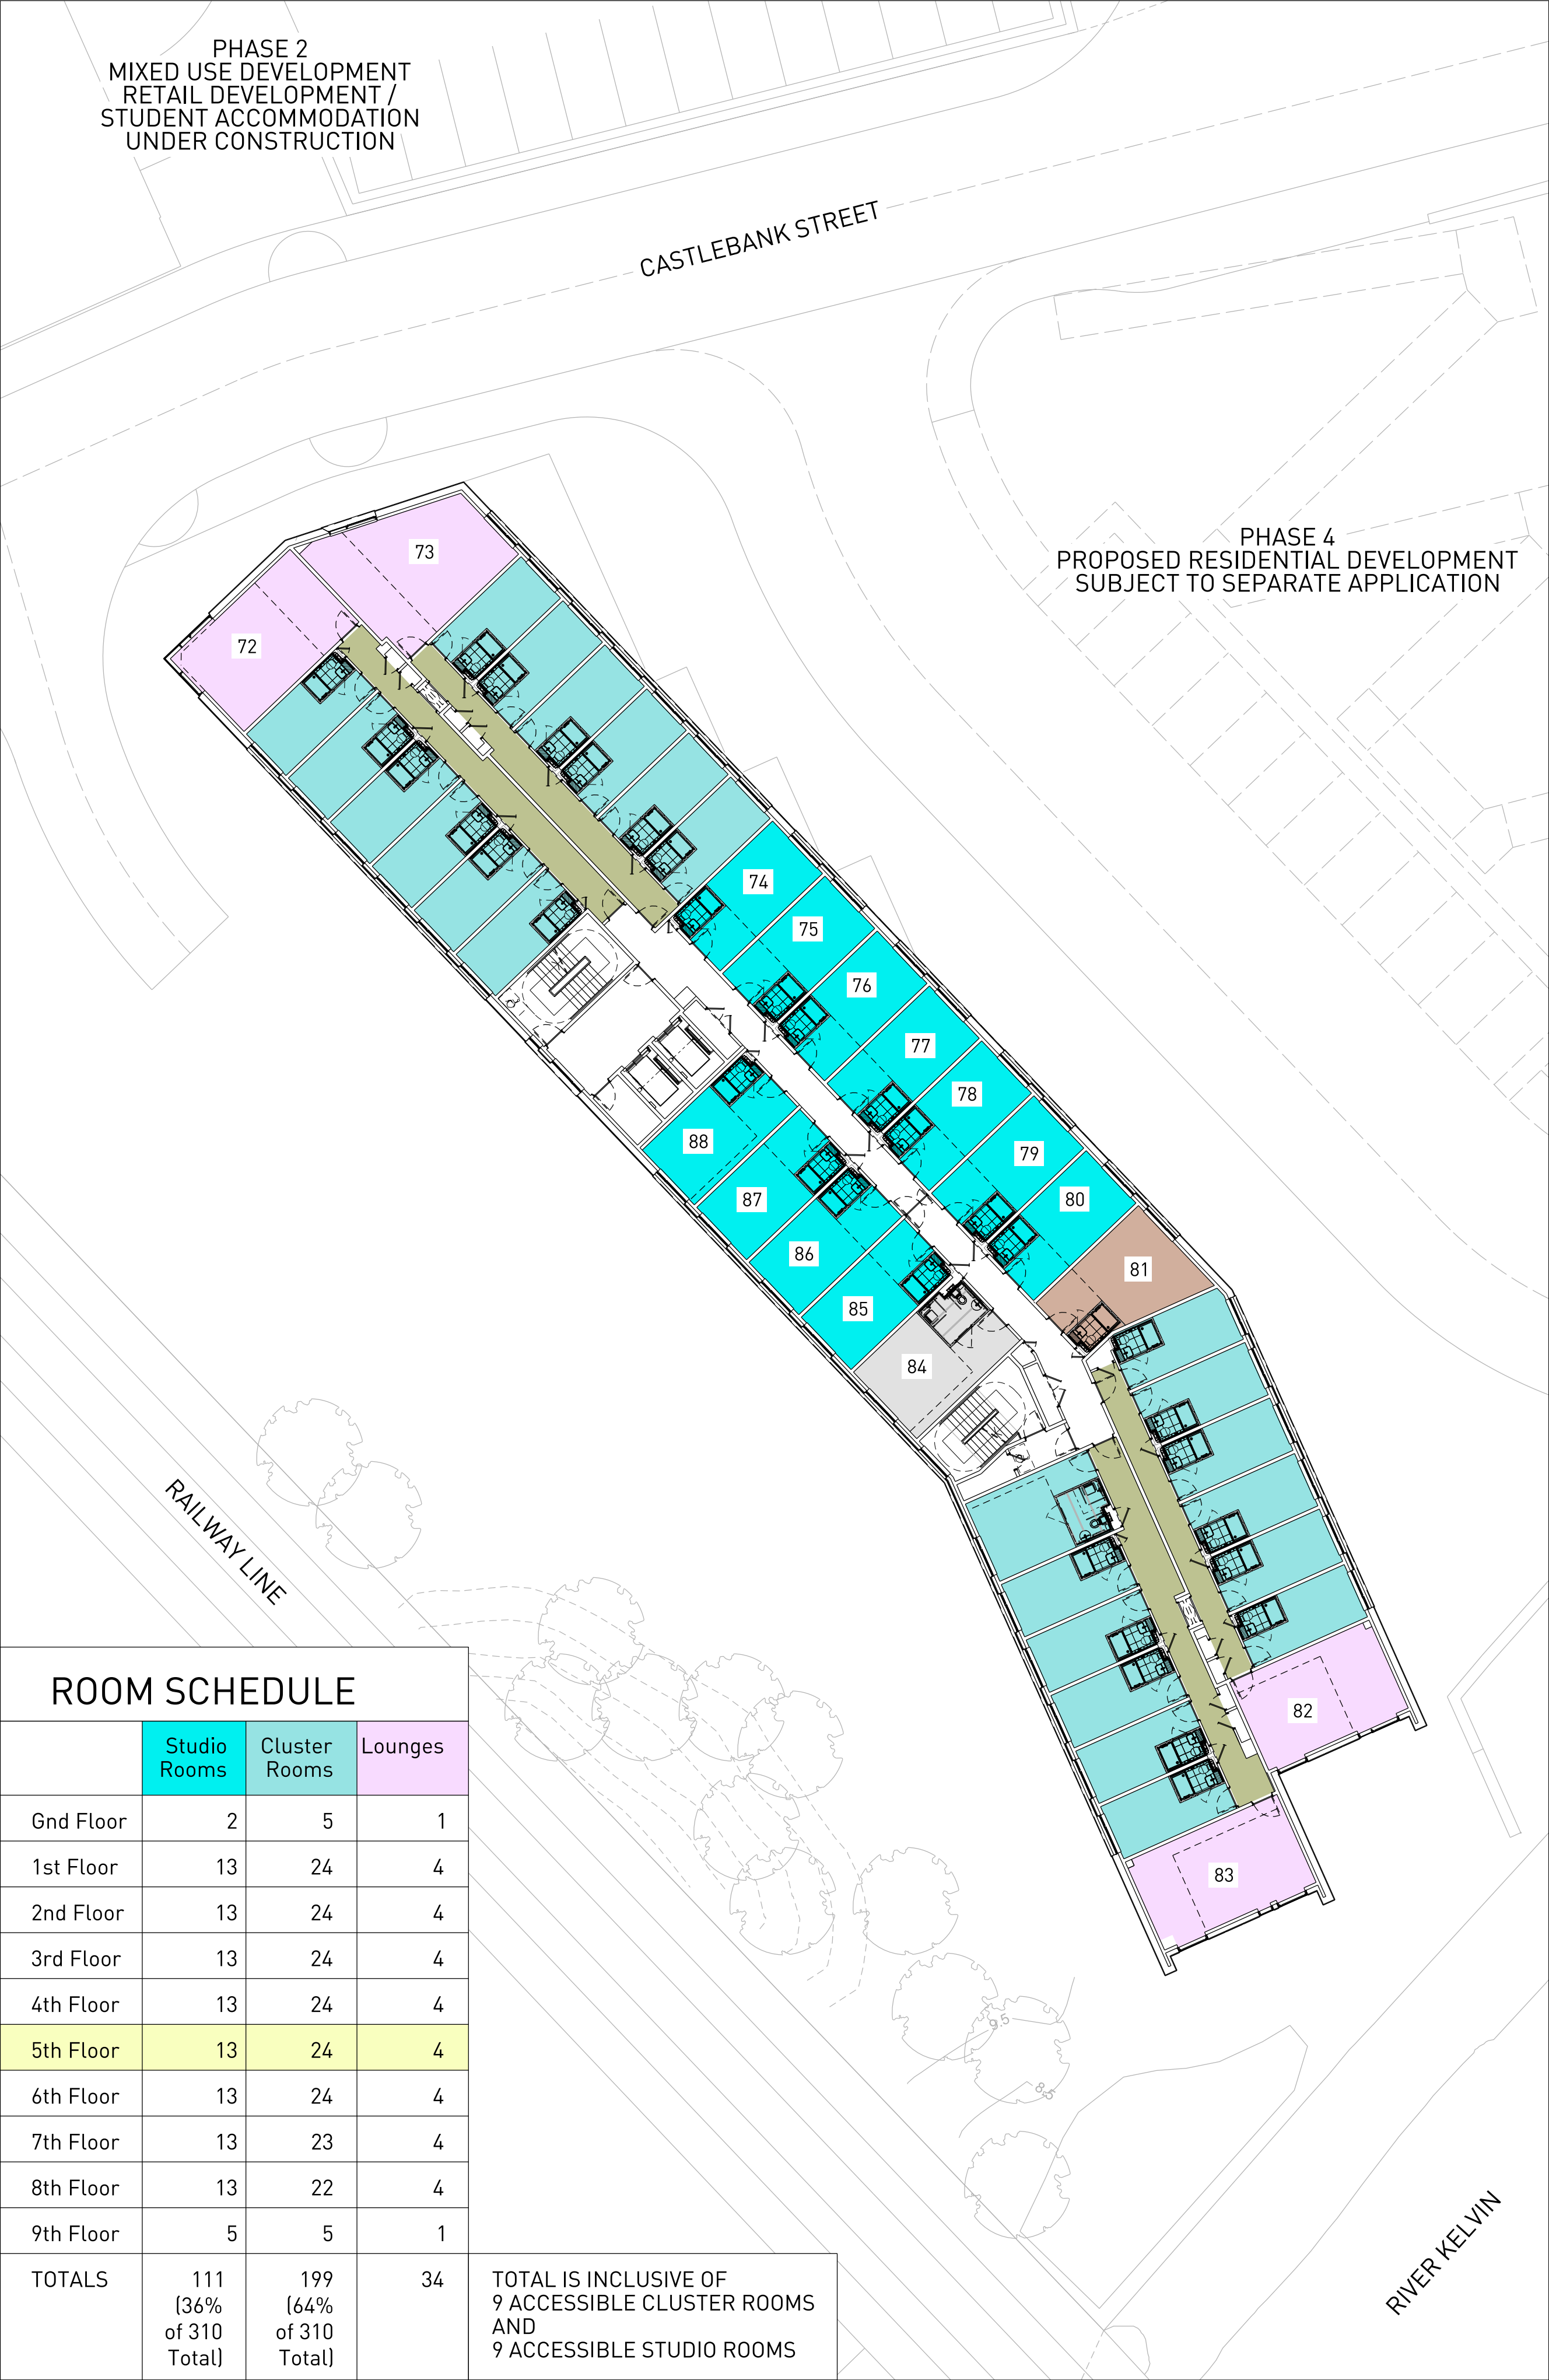 PHASE 2
MIXED USE DEVELOPMENT
RETAIL DEVELOPMENT /
STUDENT ACCOMMODATION
UNDER CONSTRUCTION
CASTLEBANK STREET
PHASE 4
PROPOSED RESIDENTIAL DEVELOPMENT
SUBJECT TO SEPARATE APPLICATION
73
72
74
75
76
77
78
79
80
81
88
87
86
85
84
82
83
RAILWAY LINE
9.5
8.5
RIVER KELVIN
ROOM SCHEDULE
Studio Rooms Cluster Rooms Lounges
Gnd Floor 2 5 1
1st Floor 13 24 4
2nd Floor 13 24 4
3rd Floor 13 24 4
4th Floor 13 24 4
5th Floor 13 24 4
6th Floor 13 24 4
7th Floor 13 23 4
8th Floor 13 22 4
9th Floor 5 5 1
TOTALS 111 199 34
(36% (64%
of 310 of 310
Total) Total)
TOTAL IS INCLUSIVE OF
9 ACCESSIBLE CLUSTER ROOMS
AND
9 ACCESSIBLE STUDIO ROOMS